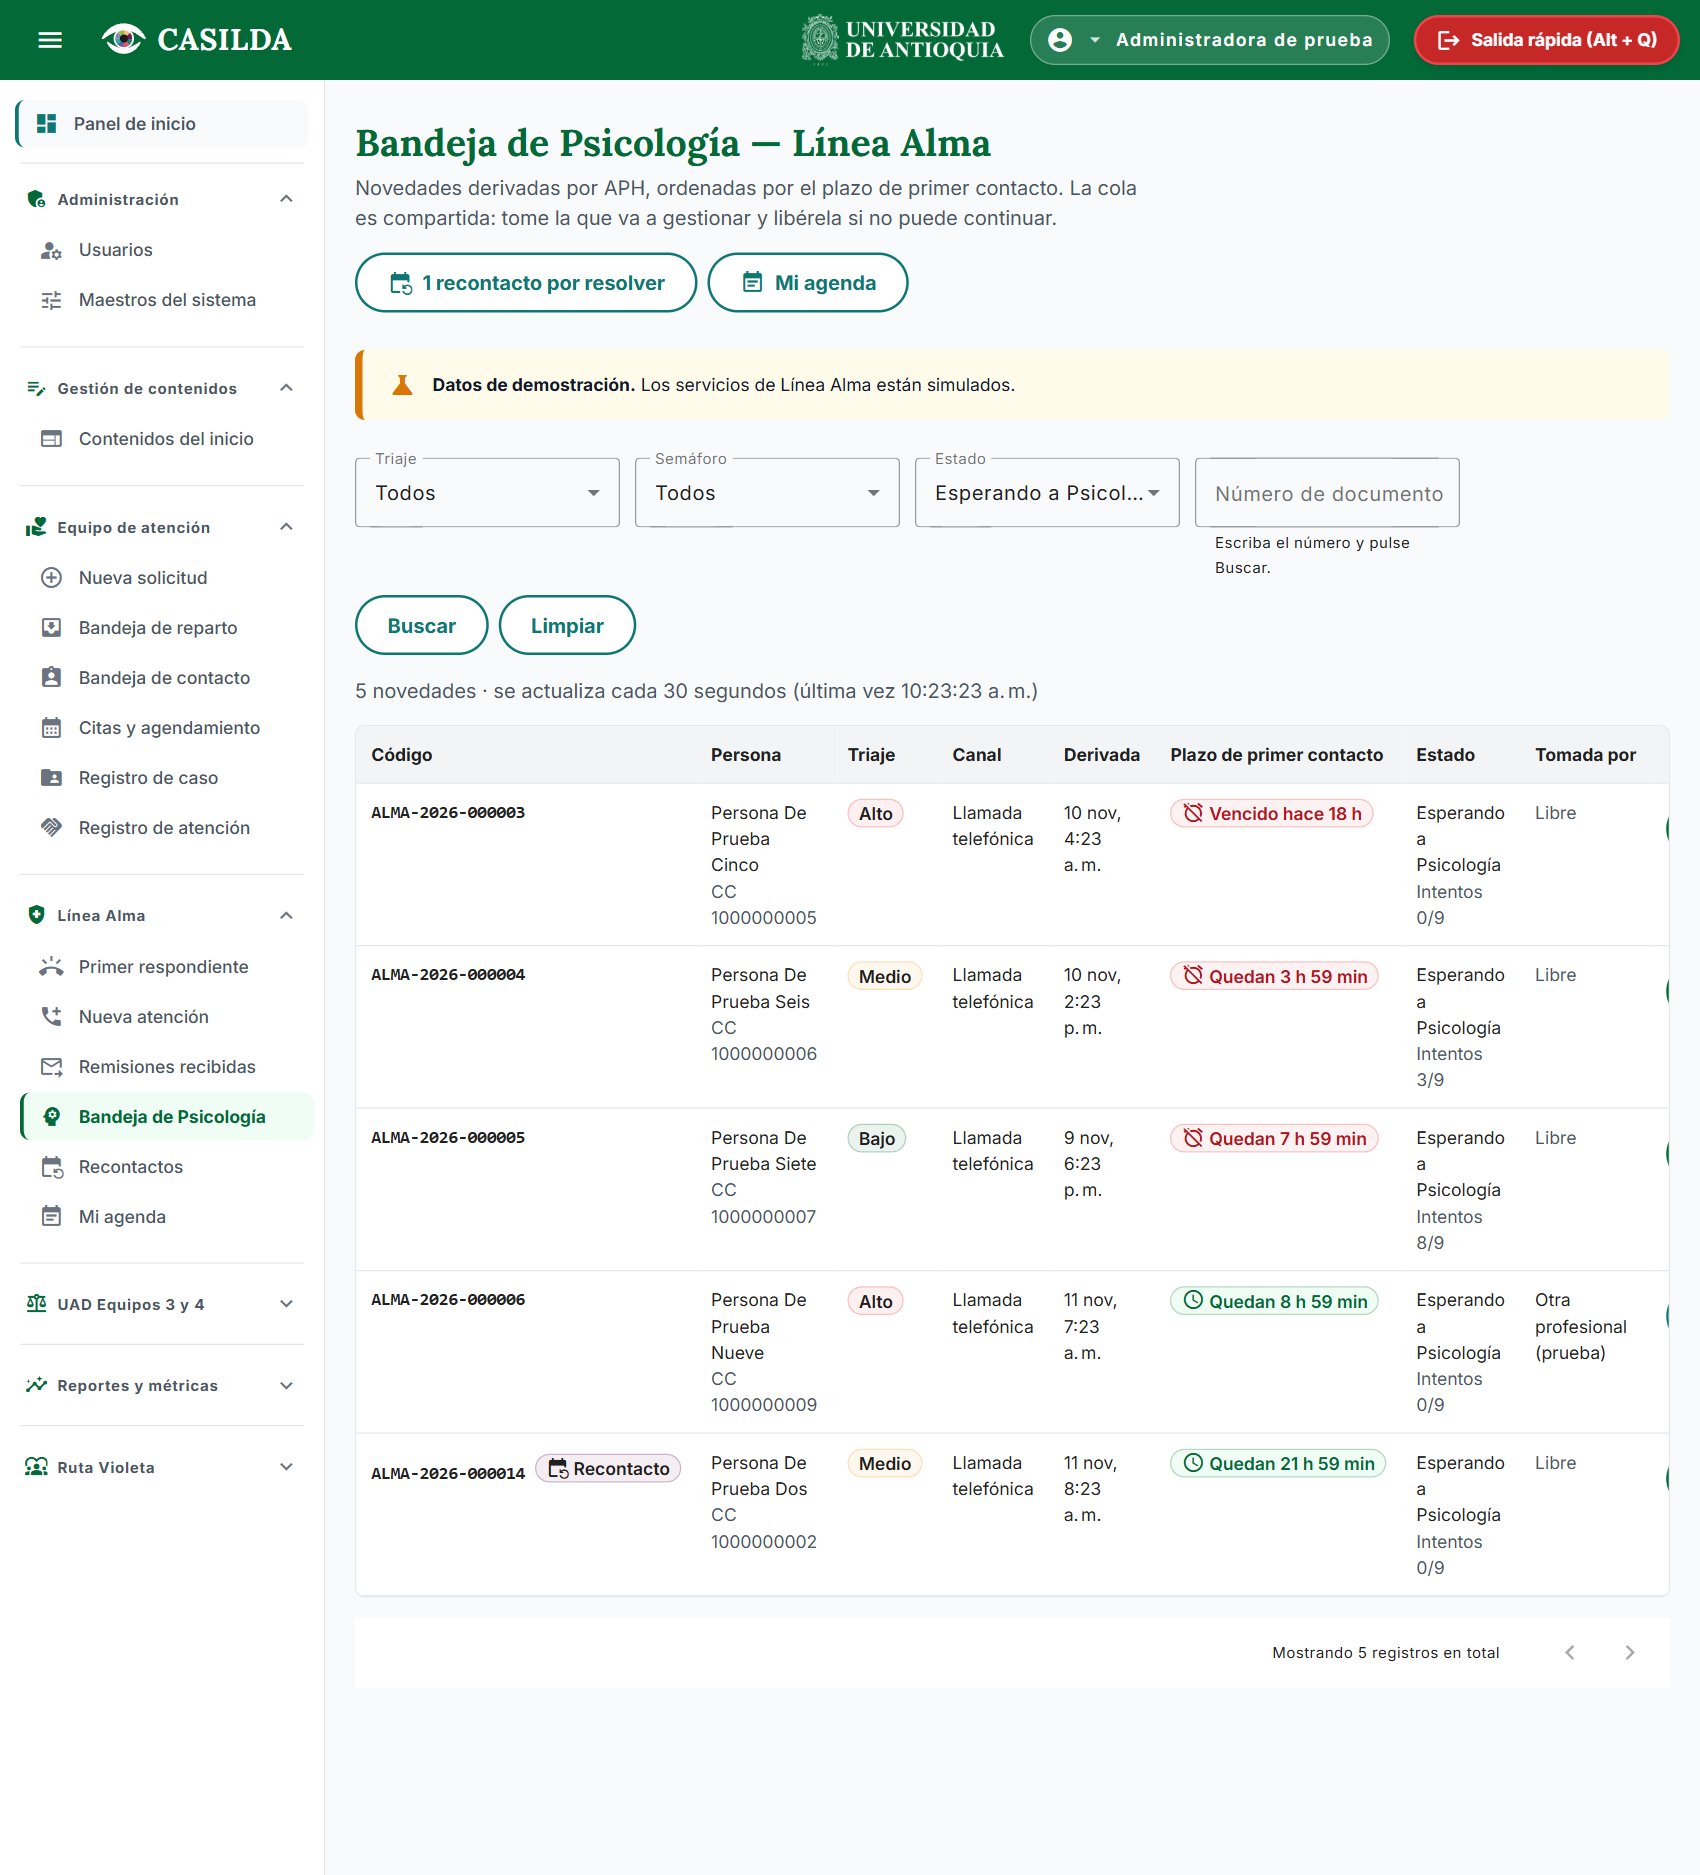 CASILDA
UNIVERSIDAD
DE ANTIOQUIA
Administradora de prueba
Salida rápida (Alt + Q)
Panel de inicio
Administración
Usuarios
Maestros del sistema
Gestión de contenidos
Contenidos del inicio
Equipo de atención
Nueva solicitud
Bandeja de reparto
Bandeja de contacto
Citas y agendamiento
Registro de caso
Registro de atención
Línea Alma
Primer respondiente
Nueva atención
Remisiones recibidas
Bandeja de Psicología
Recontactos
Mi agenda
UAD Equipos 3 y 4
Reportes y métricas
Ruta Violeta
Bandeja de Psicología — Línea Alma
Novedades derivadas por APH, ordenadas por el plazo de primer contacto. La cola
es compartida: tome la que va a gestionar y libérela si no puede continuar.
1 recontacto por resolver
Mi agenda
Datos de demostración. Los servicios de Línea Alma están simulados.
Triaje
Todos
Semáforo
Todos
Estado
Esperando a Psicol...
Número de documento
Escriba el número y pulse
Buscar.
Buscar
Limpiar
5 novedades · se actualiza cada 30 segundos (última vez 10:23:23 a. m.)
Código Persona Triaje Canal Derivada Plazo de primer contacto Estado Tomada por
ALMA-2026-000003
Persona De
Prueba
Cinco
CC
1000000005
Alto
Llamada
telefónica
10 nov,
4:23
a. m.
Vencido hace 18 h
Esperando
a
Psicología
Intentos
0/9
Libre
ALMA-2026-000004
Persona De
Prueba Seis
CC
1000000006
Medio
Llamada
telefónica
10 nov,
2:23
p. m.
Quedan 3 h 59 min
Esperando
a
Psicología
Intentos
3/9
Libre
ALMA-2026-000005
Persona De
Prueba Siete
CC
1000000007
Bajo
Llamada
telefónica
9 nov,
6:23
p. m.
Quedan 7 h 59 min
Esperando
a
Psicología
Intentos
8/9
Libre
ALMA-2026-000006
Persona De
Prueba
Nueve
CC
1000000009
Alto
Llamada
telefónica
11 nov,
7:23
a. m.
Quedan 8 h 59 min
Esperando
a
Psicología
Intentos
0/9
Otra
profesional
(prueba)
ALMA-2026-000014
Recontacto
Persona De
Prueba Dos
CC
1000000002
Medio
Llamada
telefónica
11 nov,
8:23
a. m.
Quedan 21 h 59 min
Esperando
a
Psicología
Intentos
0/9
Libre
Mostrando 5 registros en total